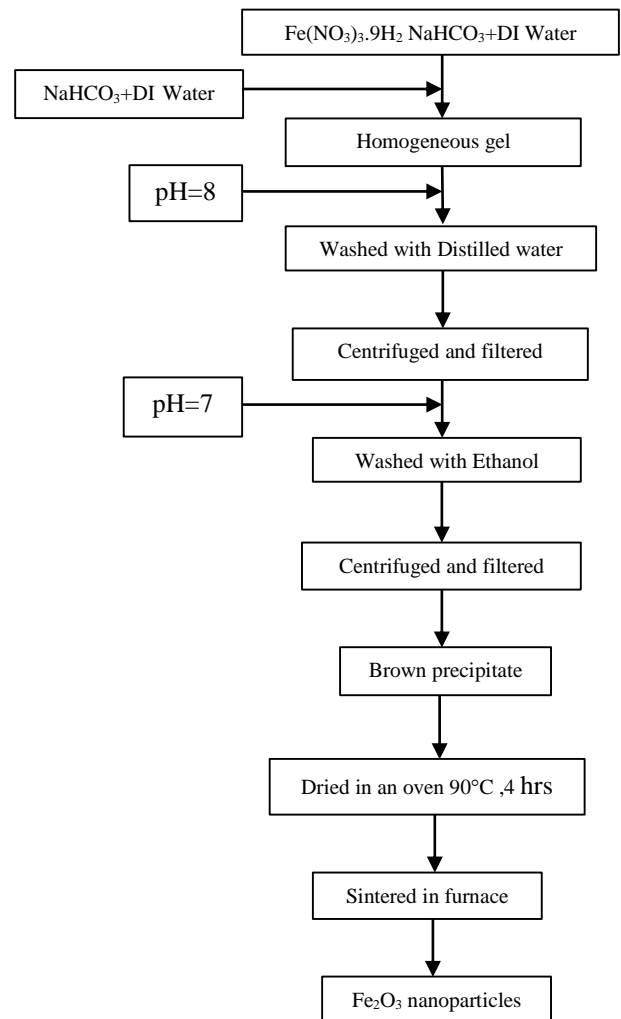 Fe(NO₃)₃.9H₂ NaHCO₃+DI Water
NaHCO₃+DI Water
Homogeneous gel
pH=8
Washed with Distilled water
Centrifuged and filtered
pH=7
Washed with Ethanol
Centrifuged and filtered
Brown precipitate
Dried in an oven 90°C ,4 hrs
Sintered in furnace
Fe₂O₃ nanoparticles